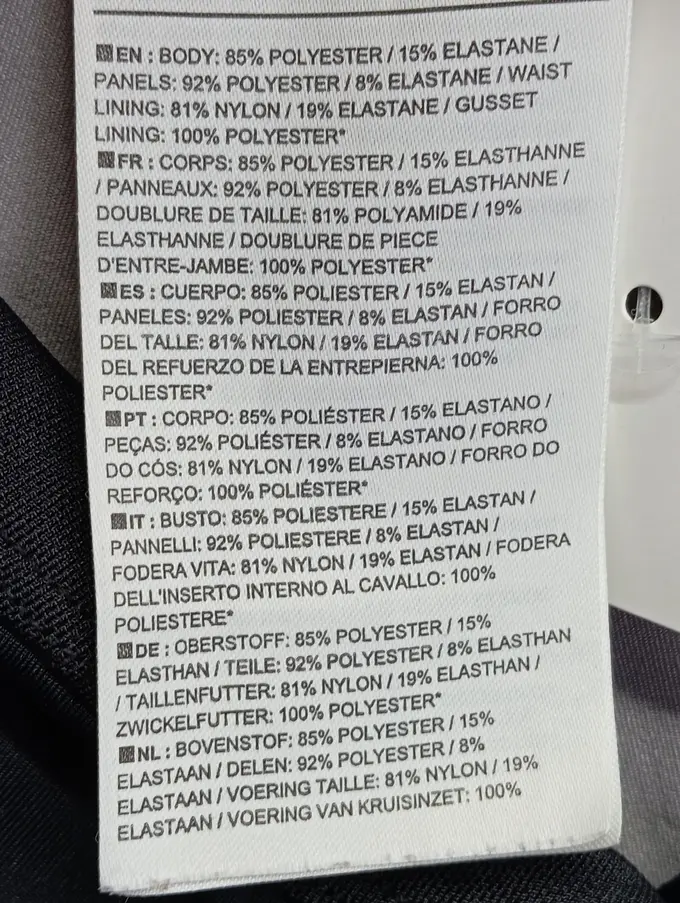 EN : BODY: 85% POLYESTER / 15% ELASTANE /
PANELS: 92% POLYESTER / 8% ELASTANE / WAIST
LINING: 81% NYLON / 19% ELASTANE / GUSSET
LINING: 100% POLYESTER*
FR : CORPS: 85% POLYESTER / 15% ELASTHANNE
/ PANNEAUX: 92% POLYESTER / 8% ELASTHANNE /
DOUBLURE DE TAILLE: 81% POLYAMIDE / 19%
ELASTHANNE / DOUBLURE DE PIECE
D'ENTRE-JAMBE: 100% POLYESTER*
ES : CUERPO: 85% POLIESTER / 15% ELASTAN /
PANELES: 92% POLIESTER / 8% ELASTAN / FORRO
DEL TALLE: 81% NYLON / 19% ELASTAN / FORRO
DEL REFUERZO DE LA ENTREPIERNA: 100%
POLIESTER*
PT : CORPO: 85% POLIÉSTER / 15% ELASTANO /
PEÇAS: 92% POLIÉSTER / 8% ELASTANO / FORRO
DO CÓS: 81% NYLON / 19% ELASTANO / FORRO DO
REFORÇO: 100% POLIÉSTER*
IT : BUSTO: 85% POLIESTERE / 15% ELASTAN /
PANNELLI: 92% POLIESTERE / 8% ELASTAN /
FODERA VITA: 81% NYLON / 19% ELASTAN / FODERA
DELL'INSERTO INTERNO AL CAVALLO: 100%
POLIESTERE*
DE : OBERSTOFF: 85% POLYESTER / 15%
ELASTHAN / TEILE: 92% POLYESTER / 8% ELASTHAN
/ TAILLENFUTTER: 81% NYLON / 19% ELASTHAN /
ZWICKELFUTTER: 100% POLYESTER*
NL : BOVENSTOF: 85% POLYESTER / 15%
ELASTAAN / DELEN: 92% POLYESTER / 8%
ELASTAAN / VOERING TAILLE: 81% NYLON / 19%
ELASTAAN / VOERING VAN KRUISINZET: 100%